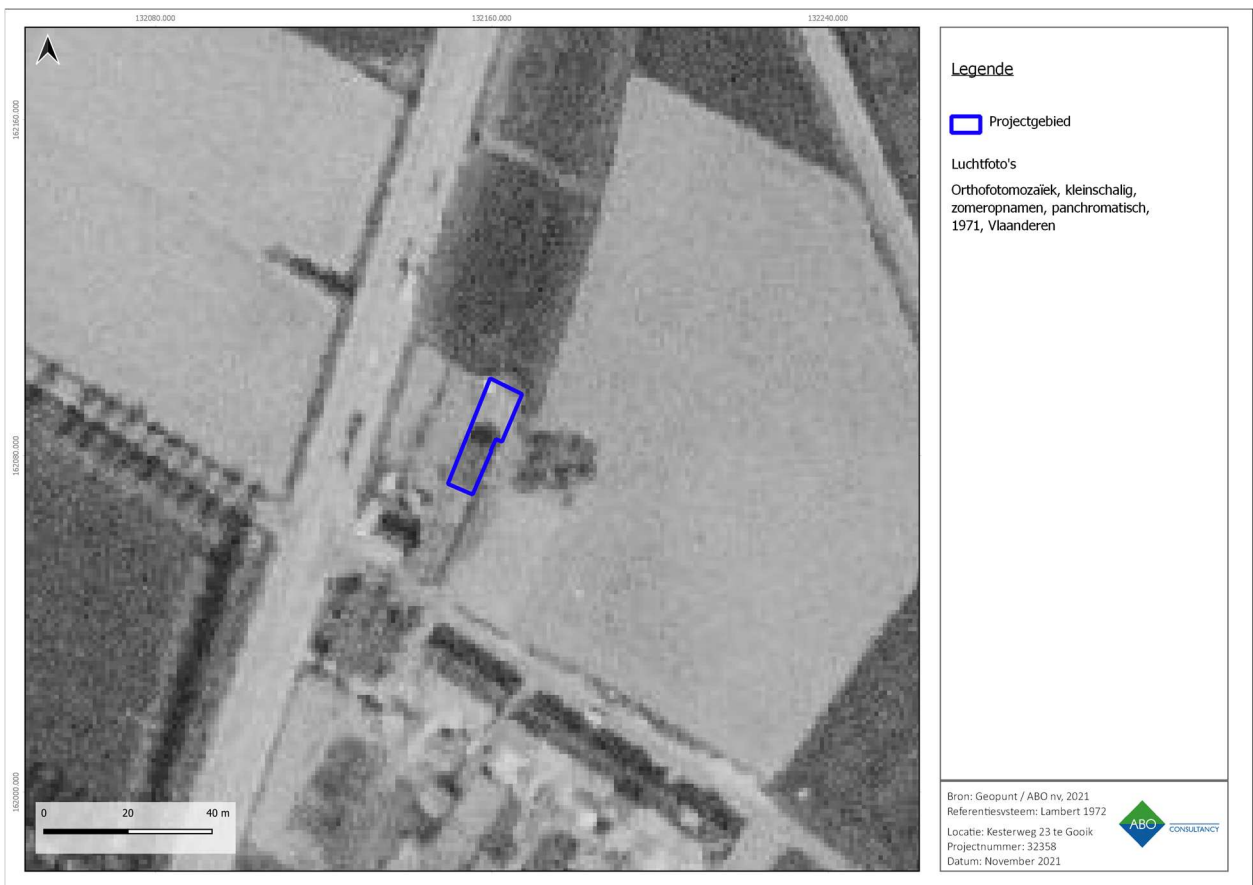 132080.000 132160.000 132240.000
162160.000
162080.000
162000.000
0 20 40 m
Legende
Projectgebied
Luchtfoto's
Orthofotomozaïek, kleinschalig,
zomeropnamen, panchromatisch,
1971, Vlaanderen
Bron: Geopunt / ABO nv, 2021
Referentiesysteem: Lambert 1972
Locatie: Kesterweg 23 te Gooik
Projectnummer: 32358
Datum: November 2021
ABO CONSULTANCY